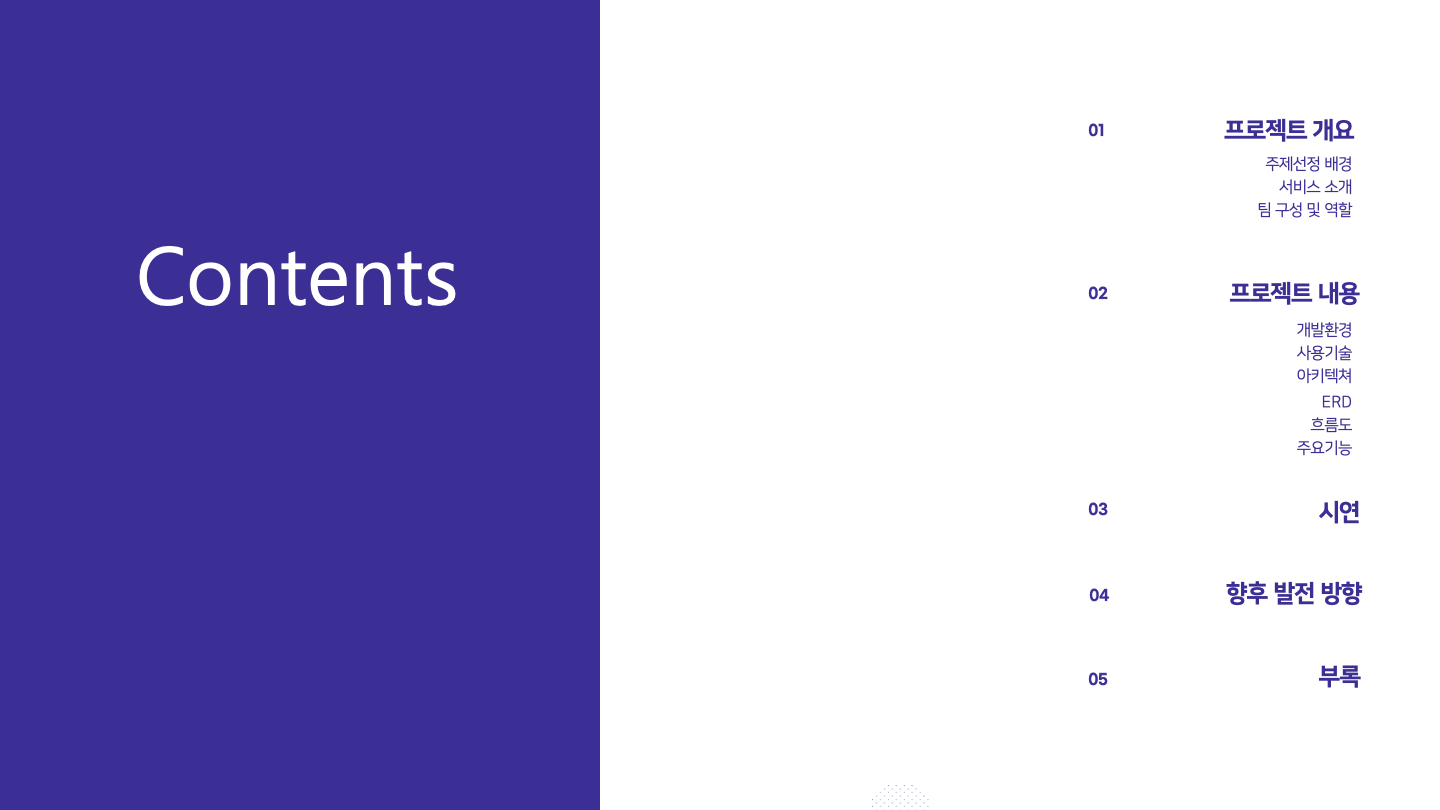 Contents
01 프로젝트 개요
주제선정 배경
서비스 소개
팀 구성 및 역할
02 프로젝트 내용
개발환경
사용기술
아키텍쳐
ERD
흐름도
주요기능
03 시연
04 향후 발전 방향
05 부록